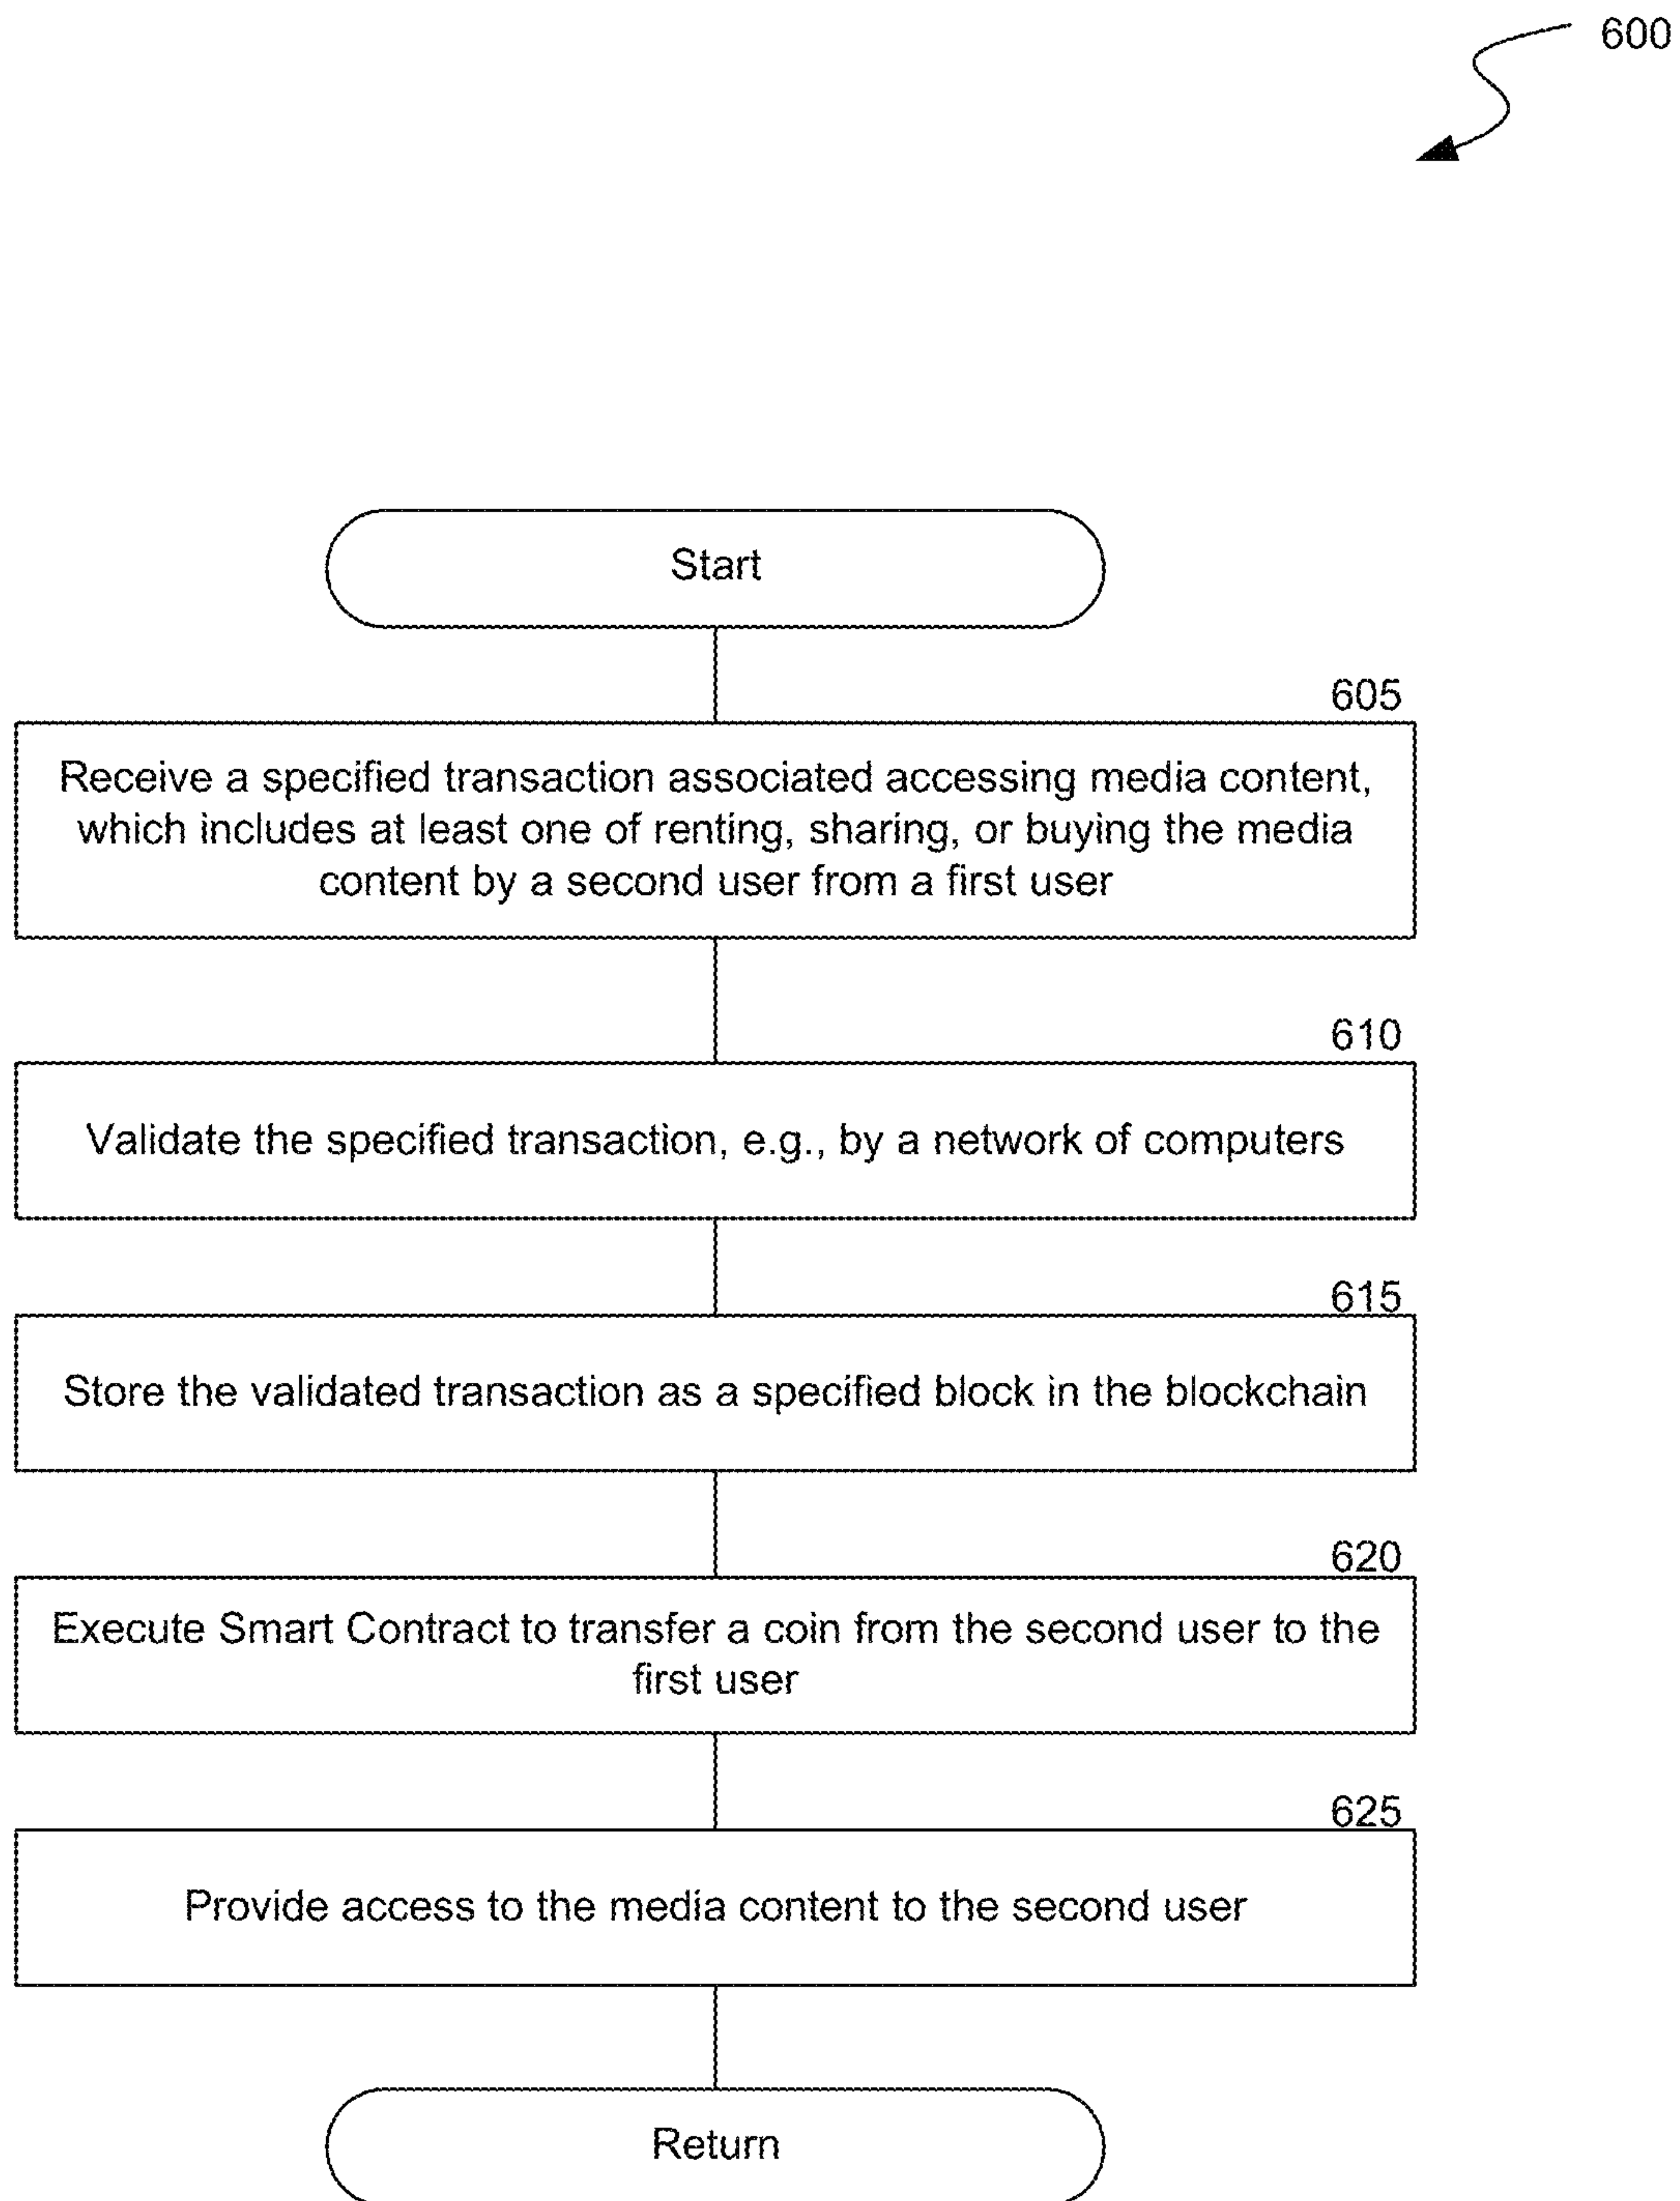 600
Start
605
Receive a specified transaction associated accessing media content,
which includes at least one of renting, sharing, or buying the media
content by a second user from a first user
610
Validate the specified transaction, e.g., by a network of computers
615
Store the validated transaction as a specified block in the blockchain
620
Execute Smart Contract to transfer a coin from the second user to the
first user
625
Provide access to the media content to the second user
Return